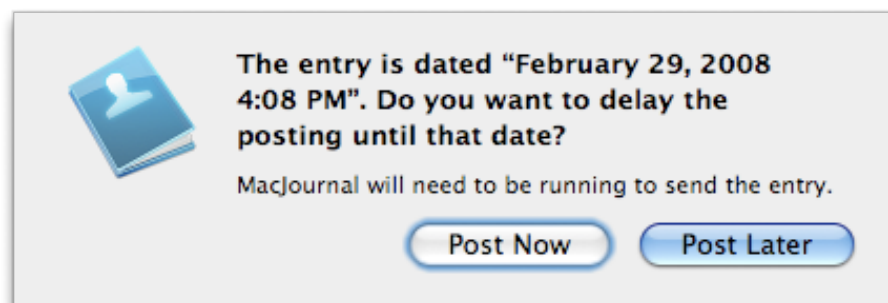 The entry is dated “February 29, 2008
4:08 PM”. Do you want to delay the
posting until that date?
MacJournal will need to be running to send the entry.
Post Now
Post Later